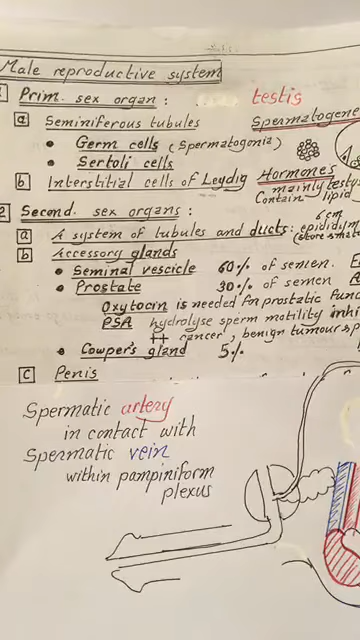 Male reproductive system
1 Prim. sex organ : testis
a Seminiferous tubules Spermatogene
• Germ cells (Spermatogonia)
• Sertoli cells
b Interstitial cells of Leydig Hormones
mainly testo
Contain lipid
2 Second. sex organs :
6 cm
a A system of tubules and ducts: epididym
(store & mat
b Accessory glands
• Seminal vescicle 60% of semen.
• Prostate 30% of semen
Oxytocin is needed for prostatic func
PSA hydrolyse sperm motility inhi
++ cancer, benign tumour
• Cowper's gland 5%
C Penis
Spermatic artery
in contact with
Spermatic vein
within pampiniform
plexus